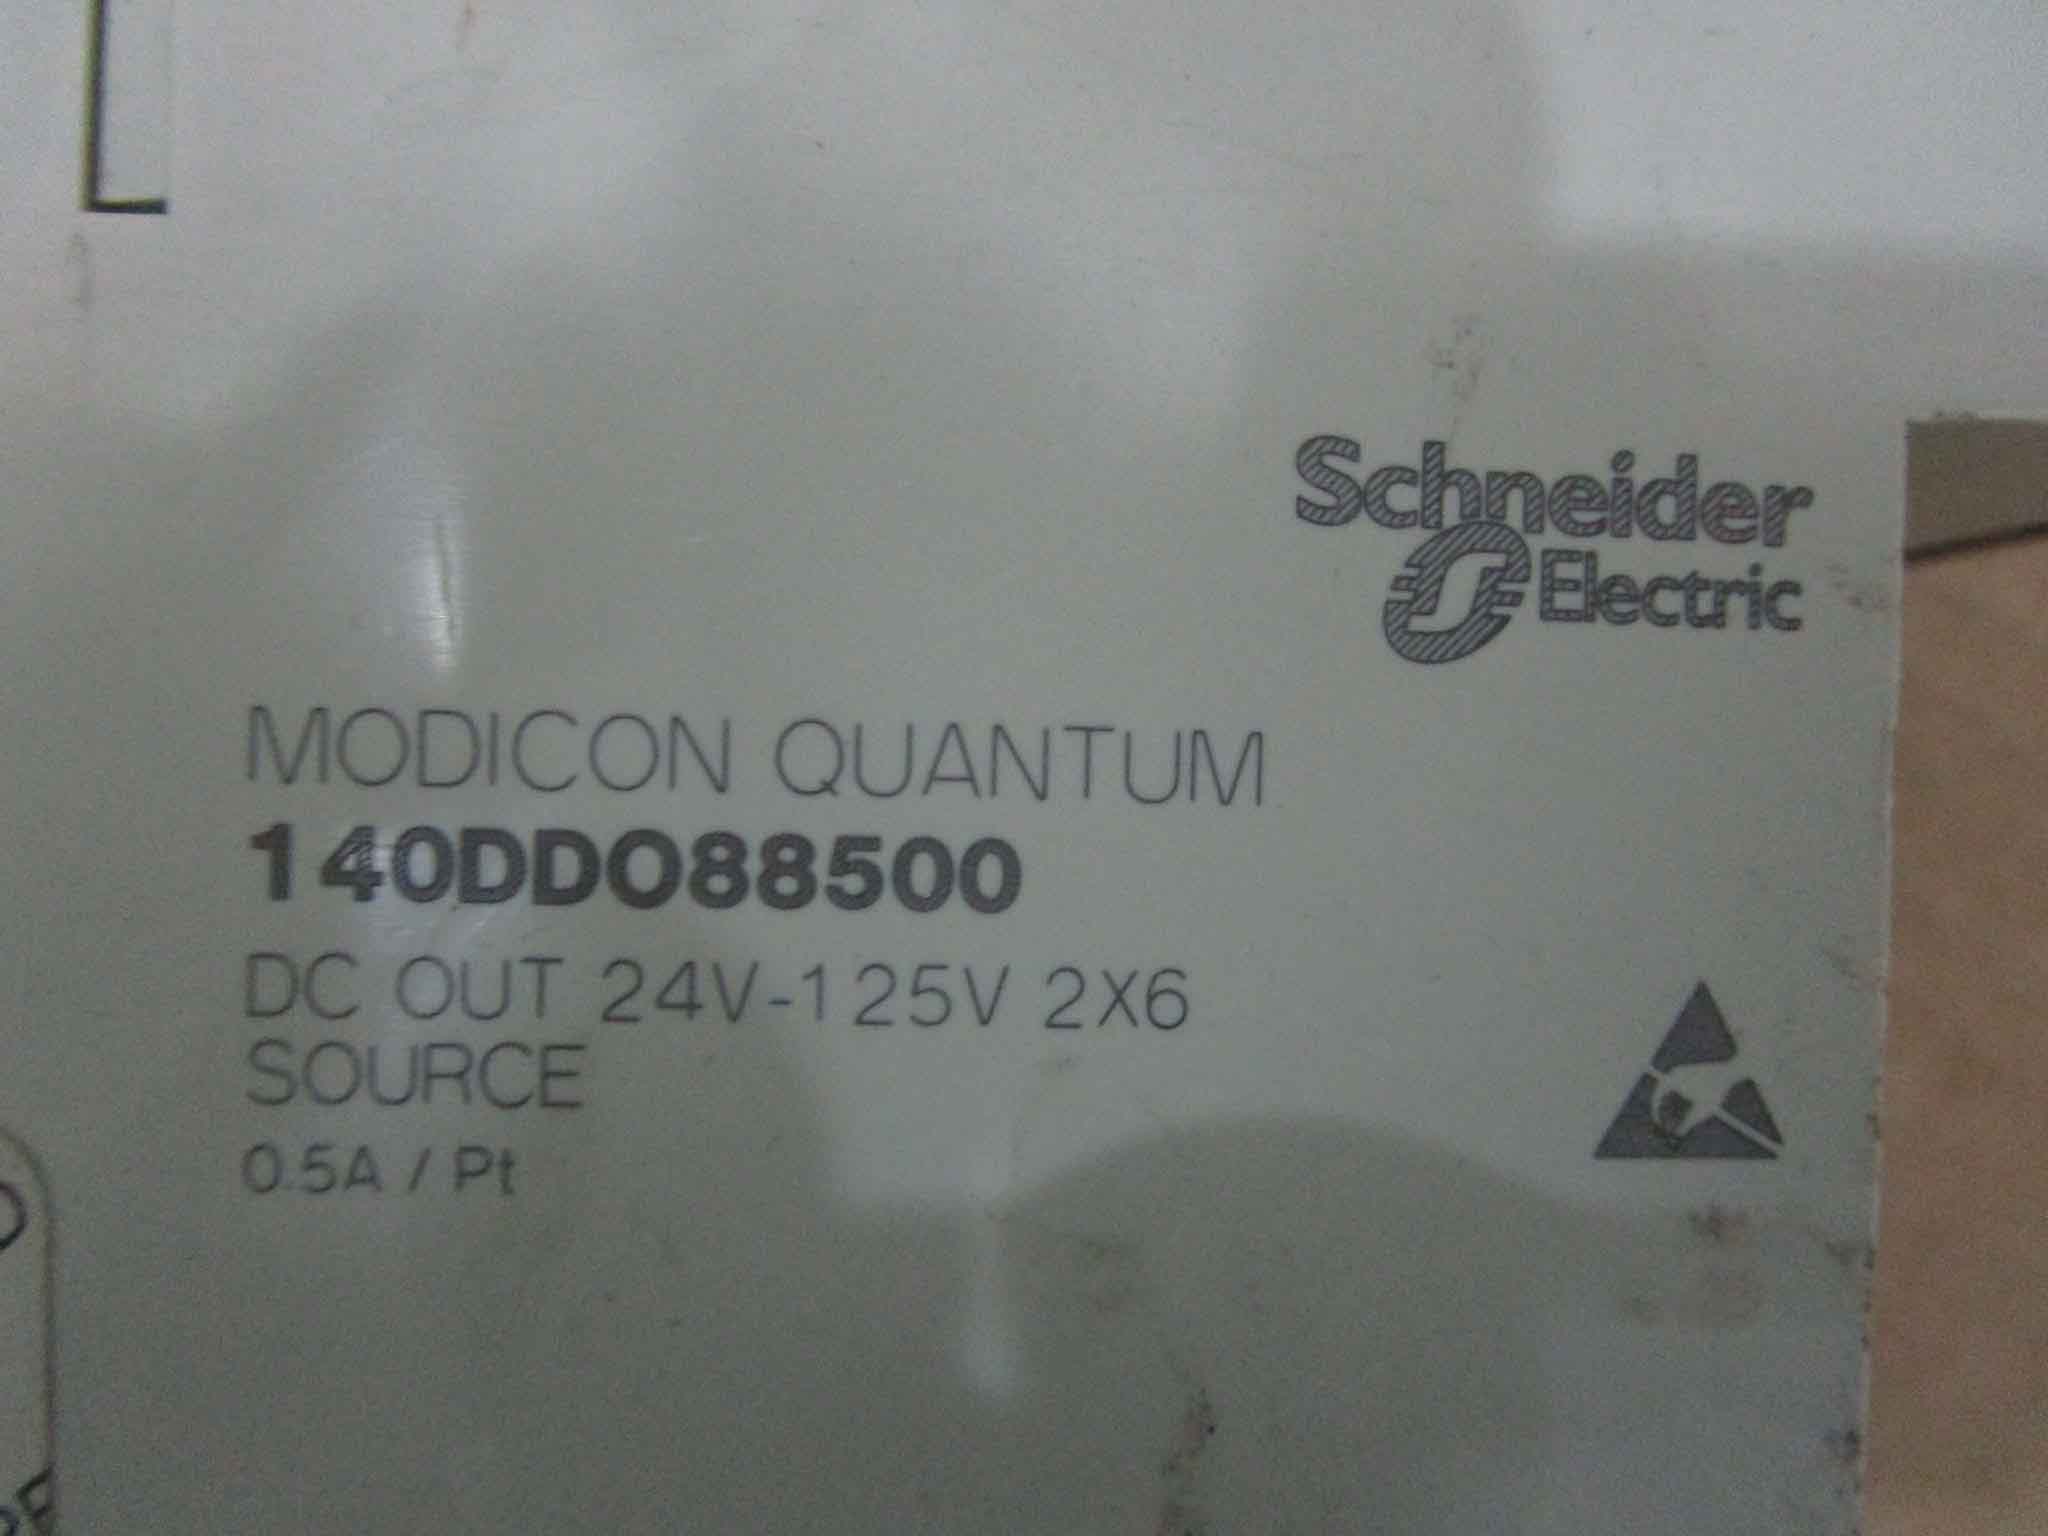 Schneider
Electric
MODICON QUANTUM
140DDO88500
DC OUT 24V-125V 2X6
SOURCE
0.5A / Pt